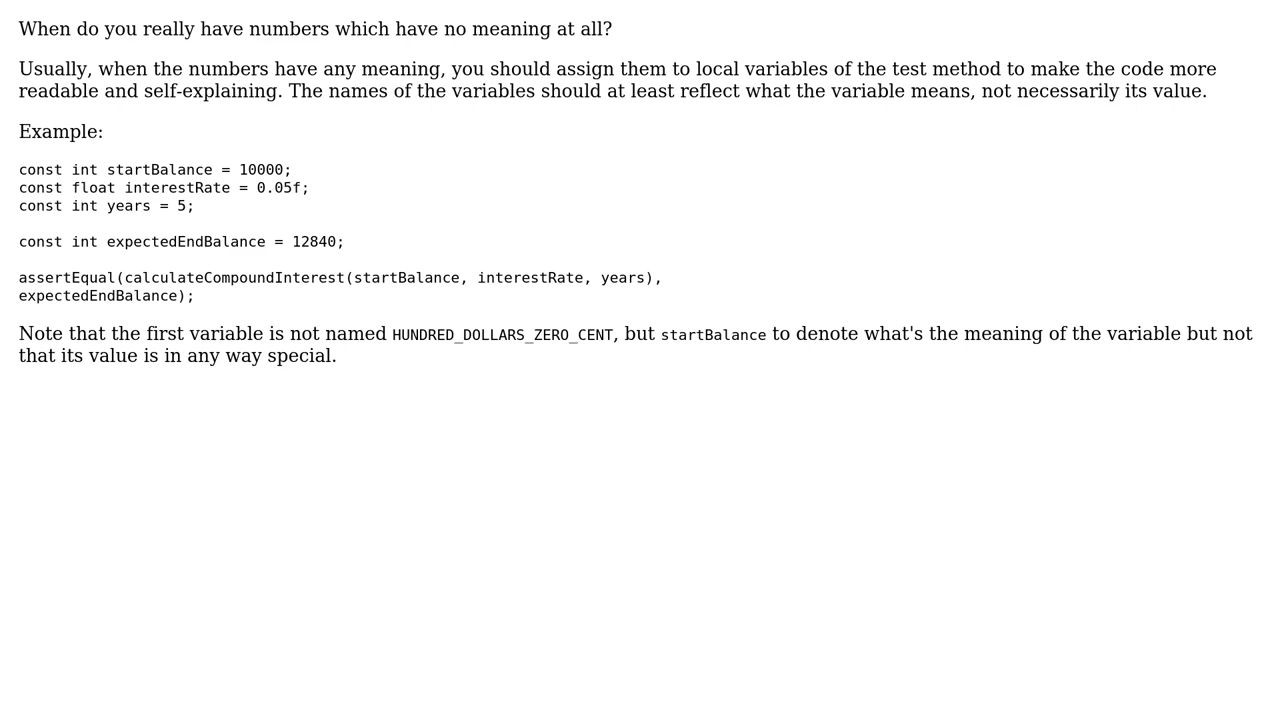 When do you really have numbers which have no meaning at all?
Usually, when the numbers have any meaning, you should assign them to local variables of the test method to make the code more
readable and self-explaining. The names of the variables should at least reflect what the variable means, not necessarily its value.
Example:
const int startBalance = 10000;
const float interestRate = 0.05f;
const int years = 5;
const int expectedEndBalance = 12840;
assertEqual(calculateCompoundInterest(startBalance, interestRate, years),
expectedEndBalance);
Note that the first variable is not named HUNDRED_DOLLARS_ZERO_CENT, but startBalance to denote what's the meaning of the variable but not
that its value is in any way special.